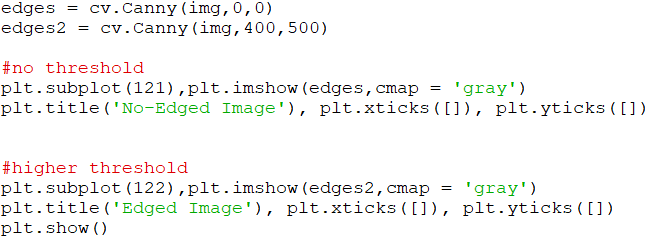 edges = cv.Canny(img,0,0)
edges2 = cv.Canny(img,400,500)
#no threshold
plt.subplot(121),plt.imshow(edges,cmap = 'gray')
plt.title('No-Edged Image'), plt.xticks([]), plt.yticks([])
#higher threshold
plt.subplot(122),plt.imshow(edges2,cmap = 'gray')
plt.title('Edged Image'), plt.xticks([]), plt.yticks([])
plt.show()